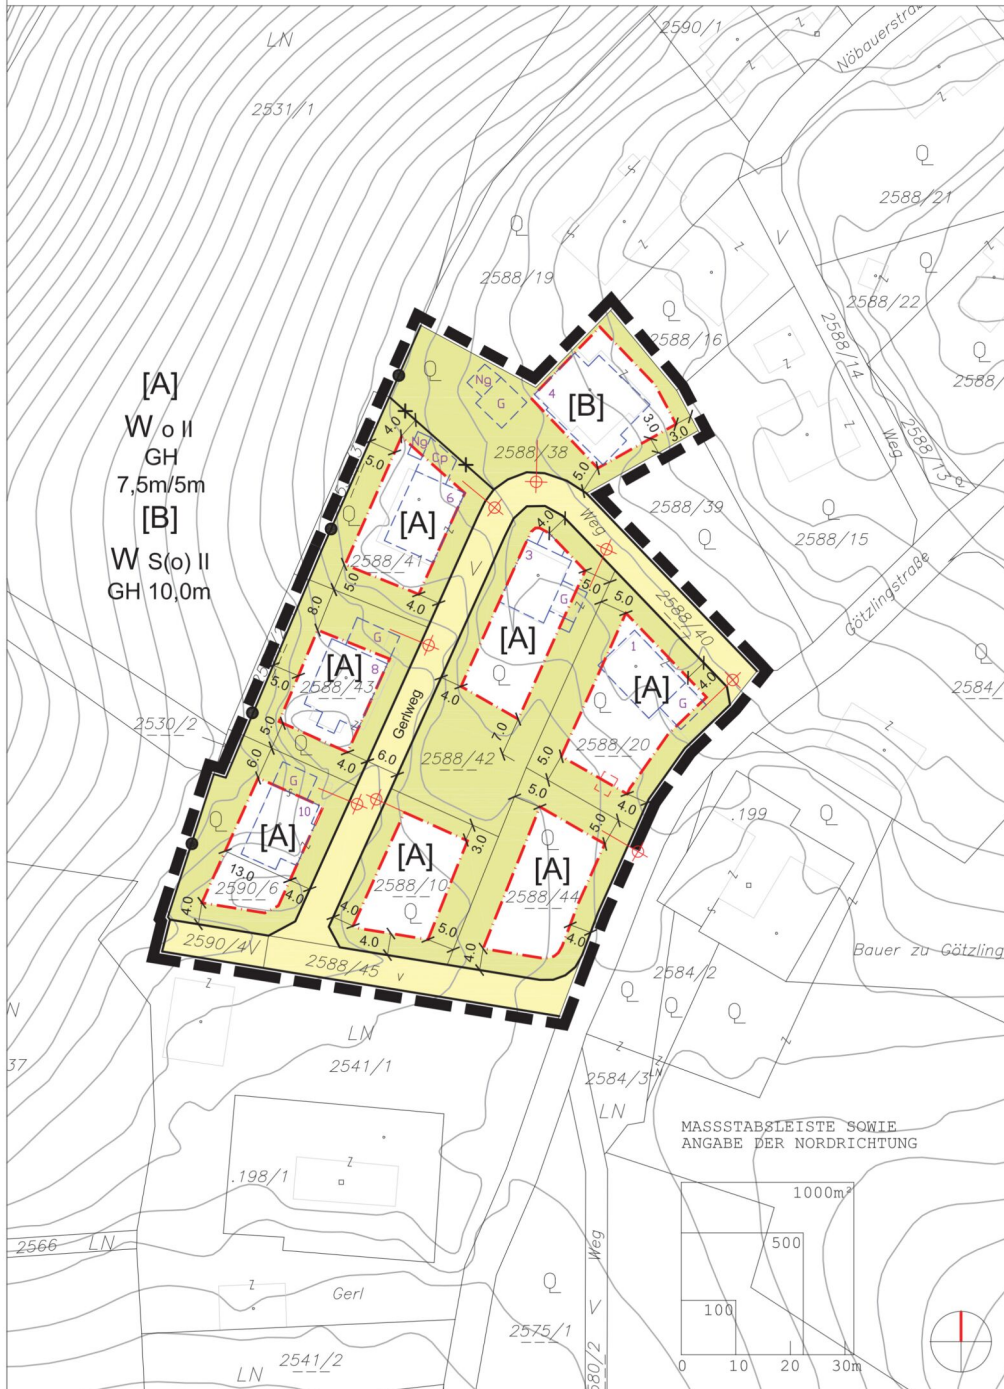 LN
2590/1
z
Nöbauerstra
2531/1
z
z
Q
2588/21
s
Q
s
z
z
V
z
2588/19
z
Q
2588/22
Q
2588/16
2588/14
z
Q
2588/
[A]
W o II
GH
7,5m/5m
[B]
W S(o) II
GH 10,0m
Q
Ng
G
4
z
[B]
3.0
3.0
Weg
2588/13
Q
4.0
5.0
Ng
Cp
2588/38
5.0
6
[A]
z
Q
2588/41
5.0
4.0
V
4.0
Weg
2588/39
Q
Q
2588/15
3
5.0
G
z
5.0
2588/40
Götzlingstraße
8.0
G
[A]
8
2588/43
5.0
[A]
Q
4.0
7.0
1
[A]
4.0
G
Q
2588/20
Q
2584/
z
2530/2
5.0
Q
z
4.0
Gerlweg
6.0
2588/42
5.0
4.0
6.0
G
s
10
Q
[A]
z
13.0
2590/6
4.0
4.0
3.0
[A]
2588/10
Q
4.0
4.0
5.0
5.0
Q
[A]
2588/44
4.0
4.0
.199
Q
s
z
z
Bauer zu Götzling
2590/4
V
2588/45
v
2584/2
Q
Q
Q
z
N
z
LN
2541/1
37
z
z
2584/3
LN
LN
z
MASSSTABSLEISTE SOWIE
ANGABE DER NORDRICHTUNG
z
.198/1
1000m²
500
100
0 10 20 30m
2566 LN
z
Gerl
Weg
V
580/2
Q
2575/1
2541/2
LN